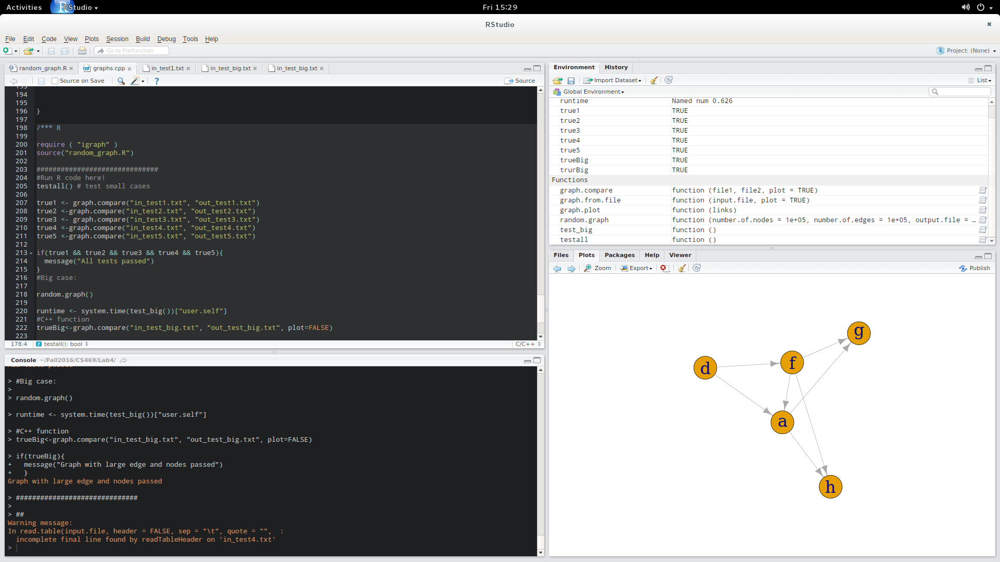 Activities RStudio Fri 15:29
RStudio
File Edit Code View Plots Session Build Debug Tools Help
Go to file/function Project: (None)
random_graph.R graphs.cpp in_test1.txt in_test_big.txt in_test_big.txt
Source on Save Source
193
194
195
196 }
197
198 /*** R
199
200 require ( "igraph" )
201 source("random_graph.R")
202
203 ##############################
204 #Run R code here!
205 testall() # test small cases
206
207 true1 <- graph.compare("in_test1.txt", "out_test1.txt")
208 true2 <-graph.compare("in_test2.txt", "out_test2.txt")
209 true3 <- graph.compare("in_test3.txt", "out_test3.txt")
210 true4 <-graph.compare("in_test4.txt", "out_test4.txt")
211 true5 <-graph.compare("in_test5.txt", "out_test5.txt")
212
213 if(true1 && true2 && true3 && true4 && true5){
214 message("All tests passed")
215 }
216 #Big case:
217
218 random.graph()
219
220 runtime <- system.time(test_big())["user.self"]
221 #C++ function
222 trueBig<-graph.compare("in_test_big.txt", "out_test_big.txt", plot=FALSE)
223
178:4 testall(): bool C/C++
Console ~/Fall2016/CS469/Lab4/
All tests passed
> #Big case:
>
> random.graph()
> runtime <- system.time(test_big())["user.self"]
> #C++ function
> trueBig<-graph.compare("in_test_big.txt", "out_test_big.txt", plot=FALSE)
> if(trueBig){
+ message("Graph with large edge and nodes passed")
+ }
Graph with large edge and nodes passed
> ##############################
>
> ##
Warning message:
In read.table(input.file, header = FALSE, sep = "\t", quote = "", :
incomplete final line found by readTableHeader on 'in_test4.txt'
>
Environment History
Import Dataset List
Global Environment
runtime Named num 0.626
true1 TRUE
true2 TRUE
true3 TRUE
true4 TRUE
true5 TRUE
trueBig TRUE
trurBig TRUE
Functions
graph.compare function (file1, file2, plot = TRUE)
graph.from.file function (input.file, plot = TRUE)
graph.plot function (links)
random.graph function (number.of.nodes = 1e+05, number.of.edges = 1e+05, output.file = …
test_big function ()
testall function ()
Files Plots Packages Help Viewer
Zoom Export Publish
g
f
d
a
h